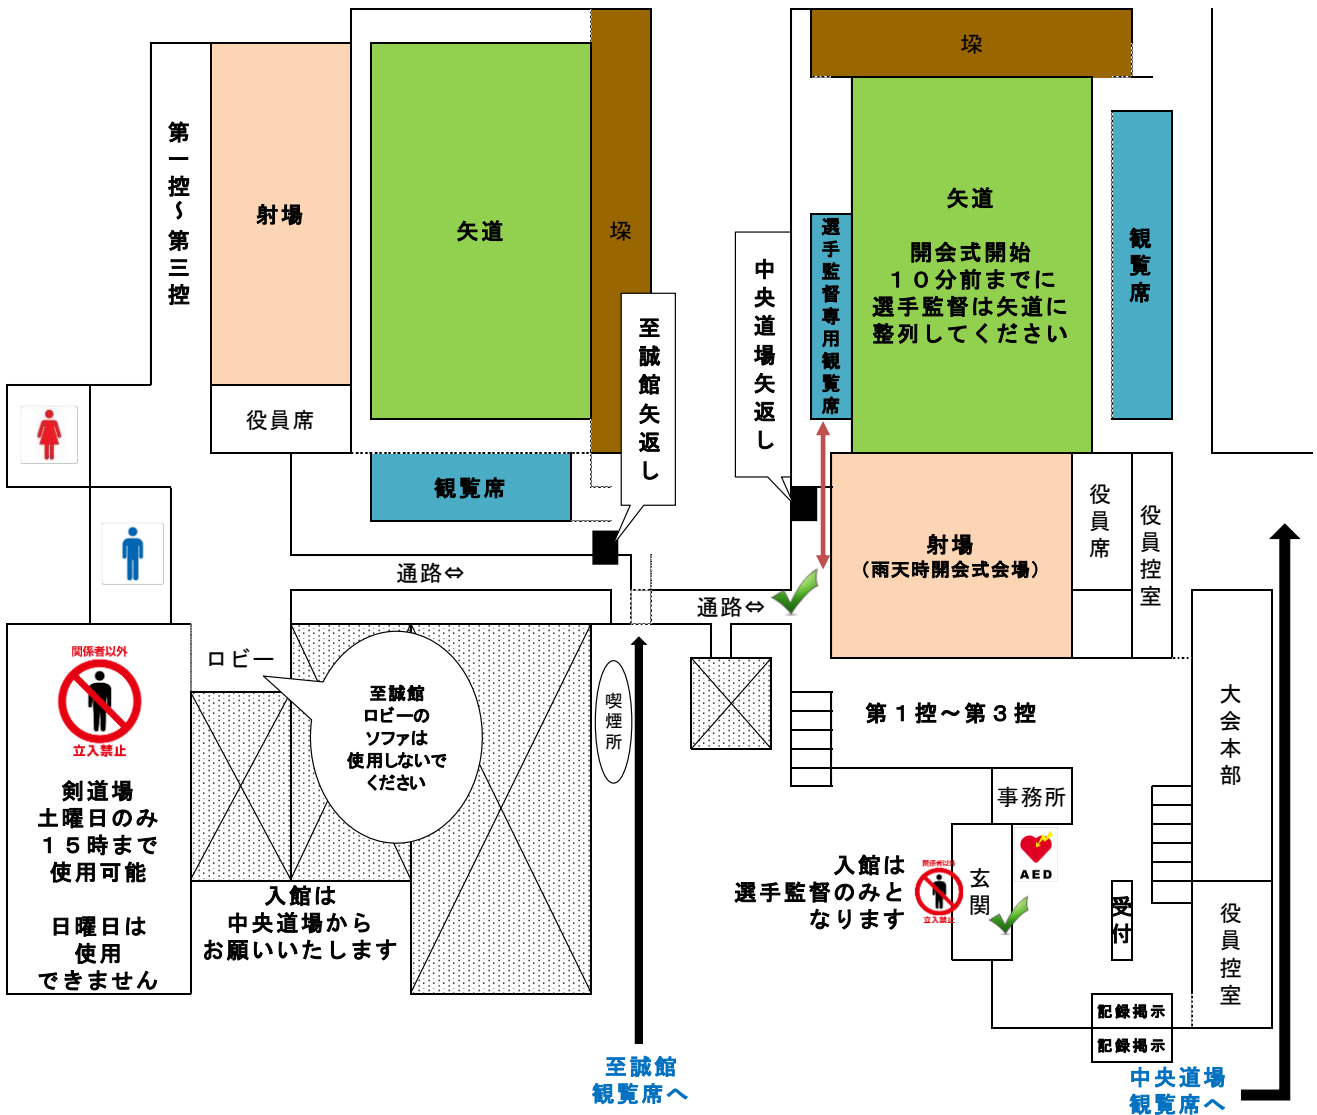 第一控～第三控
射場
矢道
垜
役員席
観覧席
至誠館矢返し
通路⇔
垜
矢道
開会式開始
１０分前までに
選手監督は矢道に
整列してください
観覧席
選手監督専用観覧席
中央道場矢返し
射場
（雨天時開会式会場）
役員席
役員控室
通路⇔
関係者以外
立入禁止
剣道場
土曜日のみ
１５時まで
使用可能
日曜日は
使用
できません
ロビー
至誠館
ロビーの
ソファは
使用しないで
ください
喫煙所
入館は
中央道場から
お願いいたします
第１控～第３控
大会本部
事務所
AED
入館は
選手監督のみと
なります
関係者以外
立入禁止
玄関
受付
役員控室
記録掲示
記録掲示
至誠館
観覧席へ
中央道場
観覧席へ